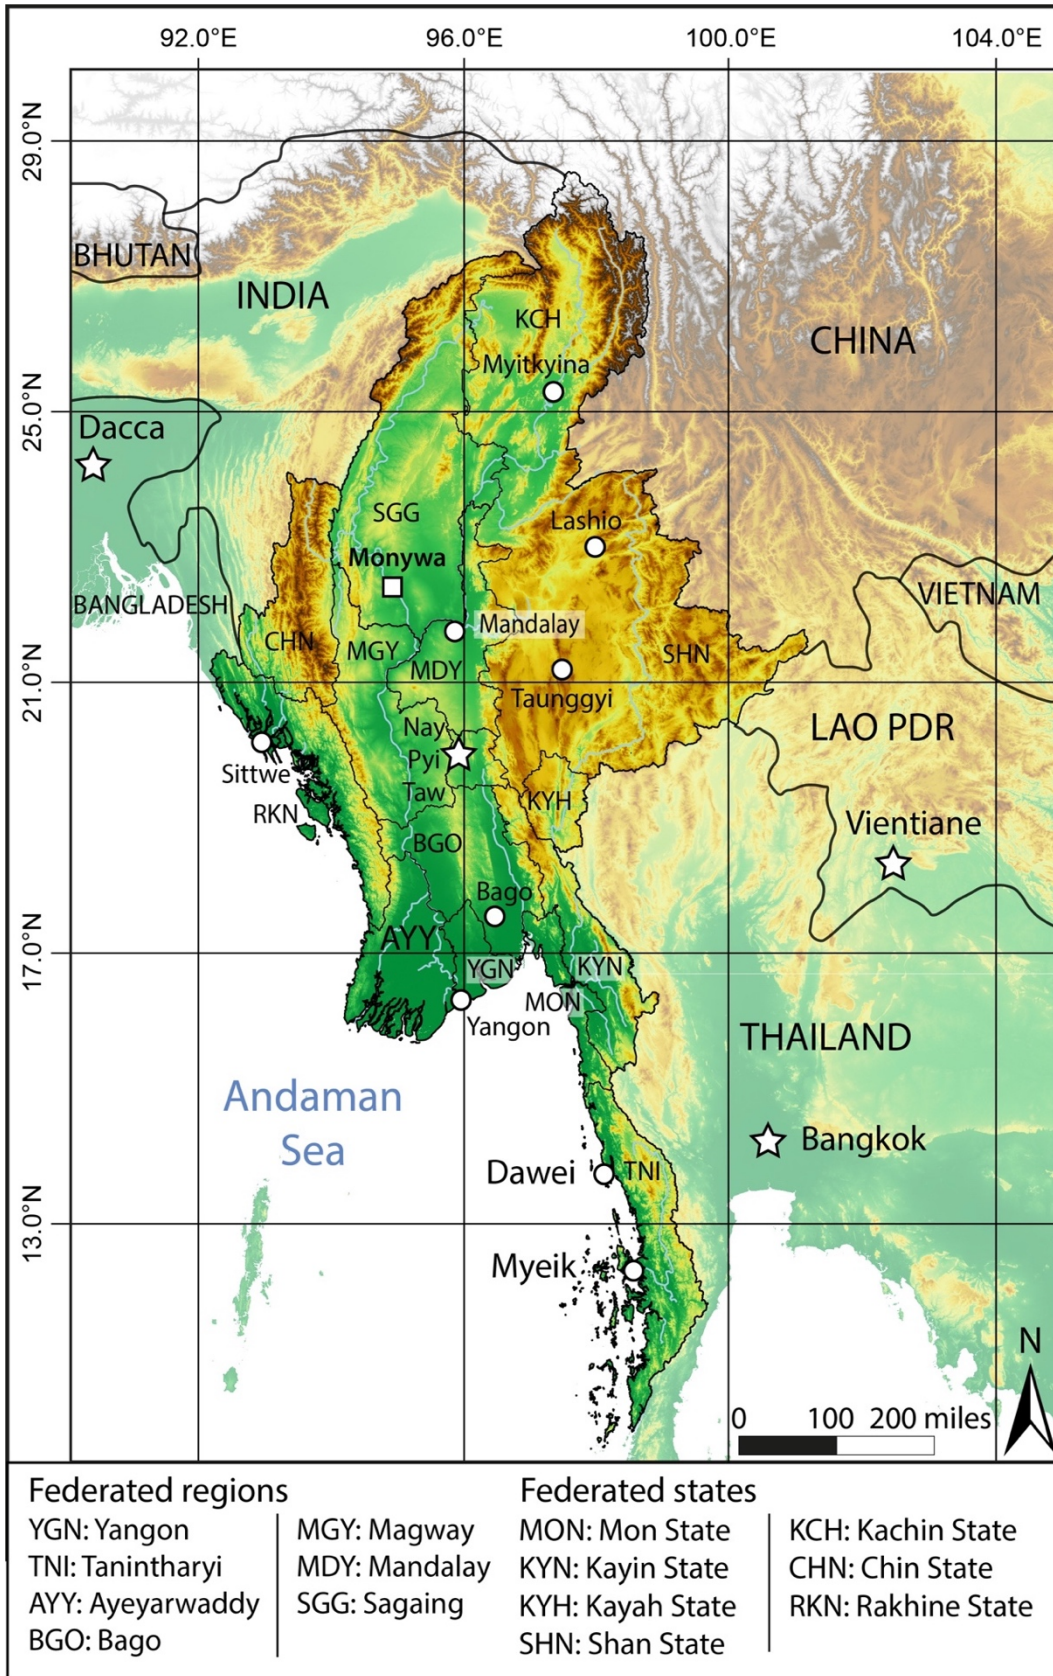 92.0°E 96.0°E 100.0°E 104.0°E
29.0°N
25.0°N
21.0°N
17.0°N
13.0°N
BHUTAN
INDIA
KCH
Myitkyina
CHINA
Dacca
SGG
Lashio
Monywa
BANGLADESH
VIETNAM
Mandalay
CHN
MGY
MDY
SHN
Taunggyi
Nay
Pyi
Taw
LAO PDR
Sittwe
RKN
KYH
Vientiane
BGO
Bago
AYY
YGN
KYN
MON
Yangon
THAILAND
Andaman
Sea
Bangkok
Dawei
TNI
Myeik
N
0 100 200 miles
Federated regions
YGN: Yangon
TNI: Tanintharyi
AYY: Ayeyarwaddy
BGO: Bago
MGY: Magway
MDY: Mandalay
SGG: Sagaing
Federated states
MON: Mon State
KYN: Kayin State
KYH: Kayah State
SHN: Shan State
KCH: Kachin State
CHN: Chin State
RKN: Rakhine State